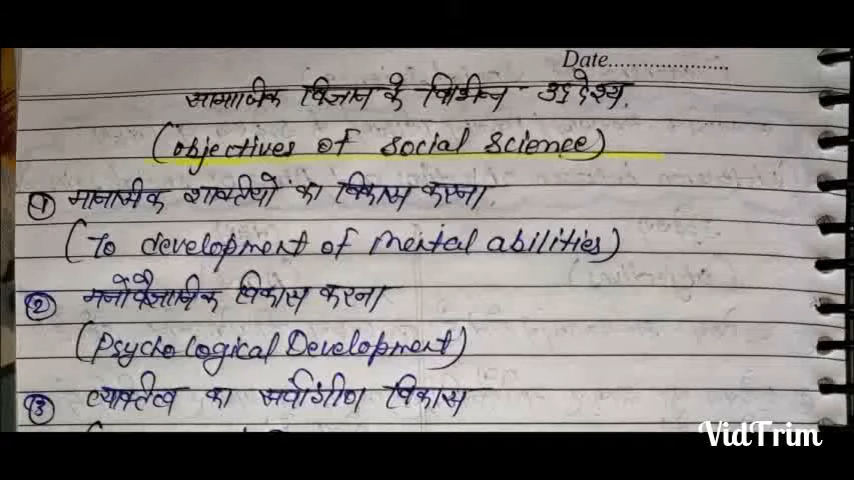 Date....................
सामाजिक विज्ञान के विभिन्न उद्देश्य.
(objectives of Social Science)
① मानसिक शक्तियों का विकास करना.
(To development of mental abilities)
② मनोवैज्ञानिक विकास करना
(Psychological Development)
③ व्यक्तित्व का सर्वांगीण विकास
VidTrim